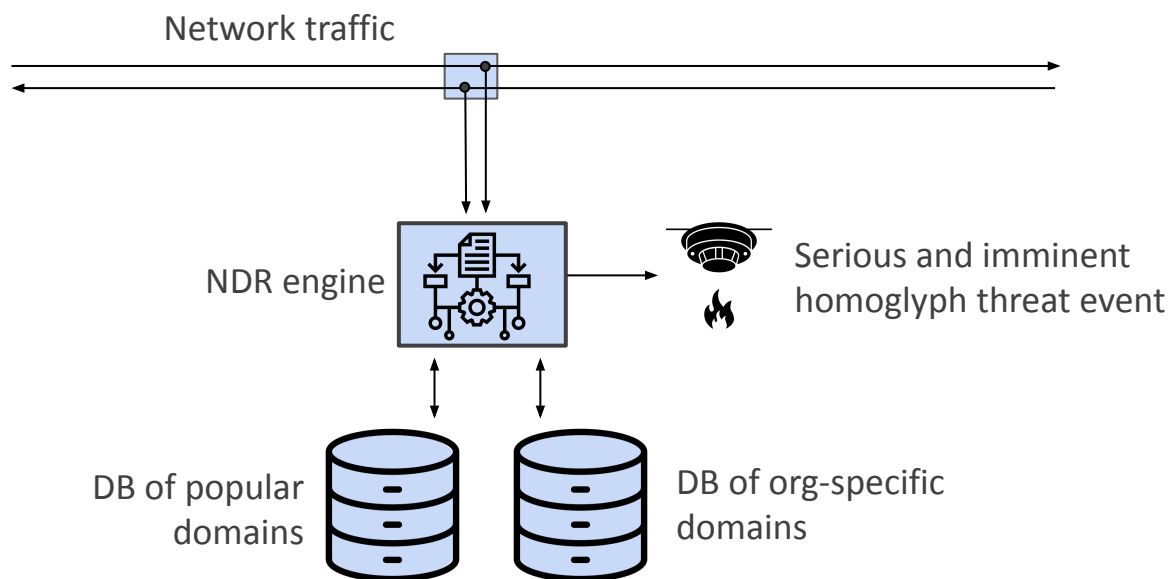 Network traffic
NDR engine
Serious and imminent
homoglyph threat event
DB of popular
domains
DB of org-specific
domains